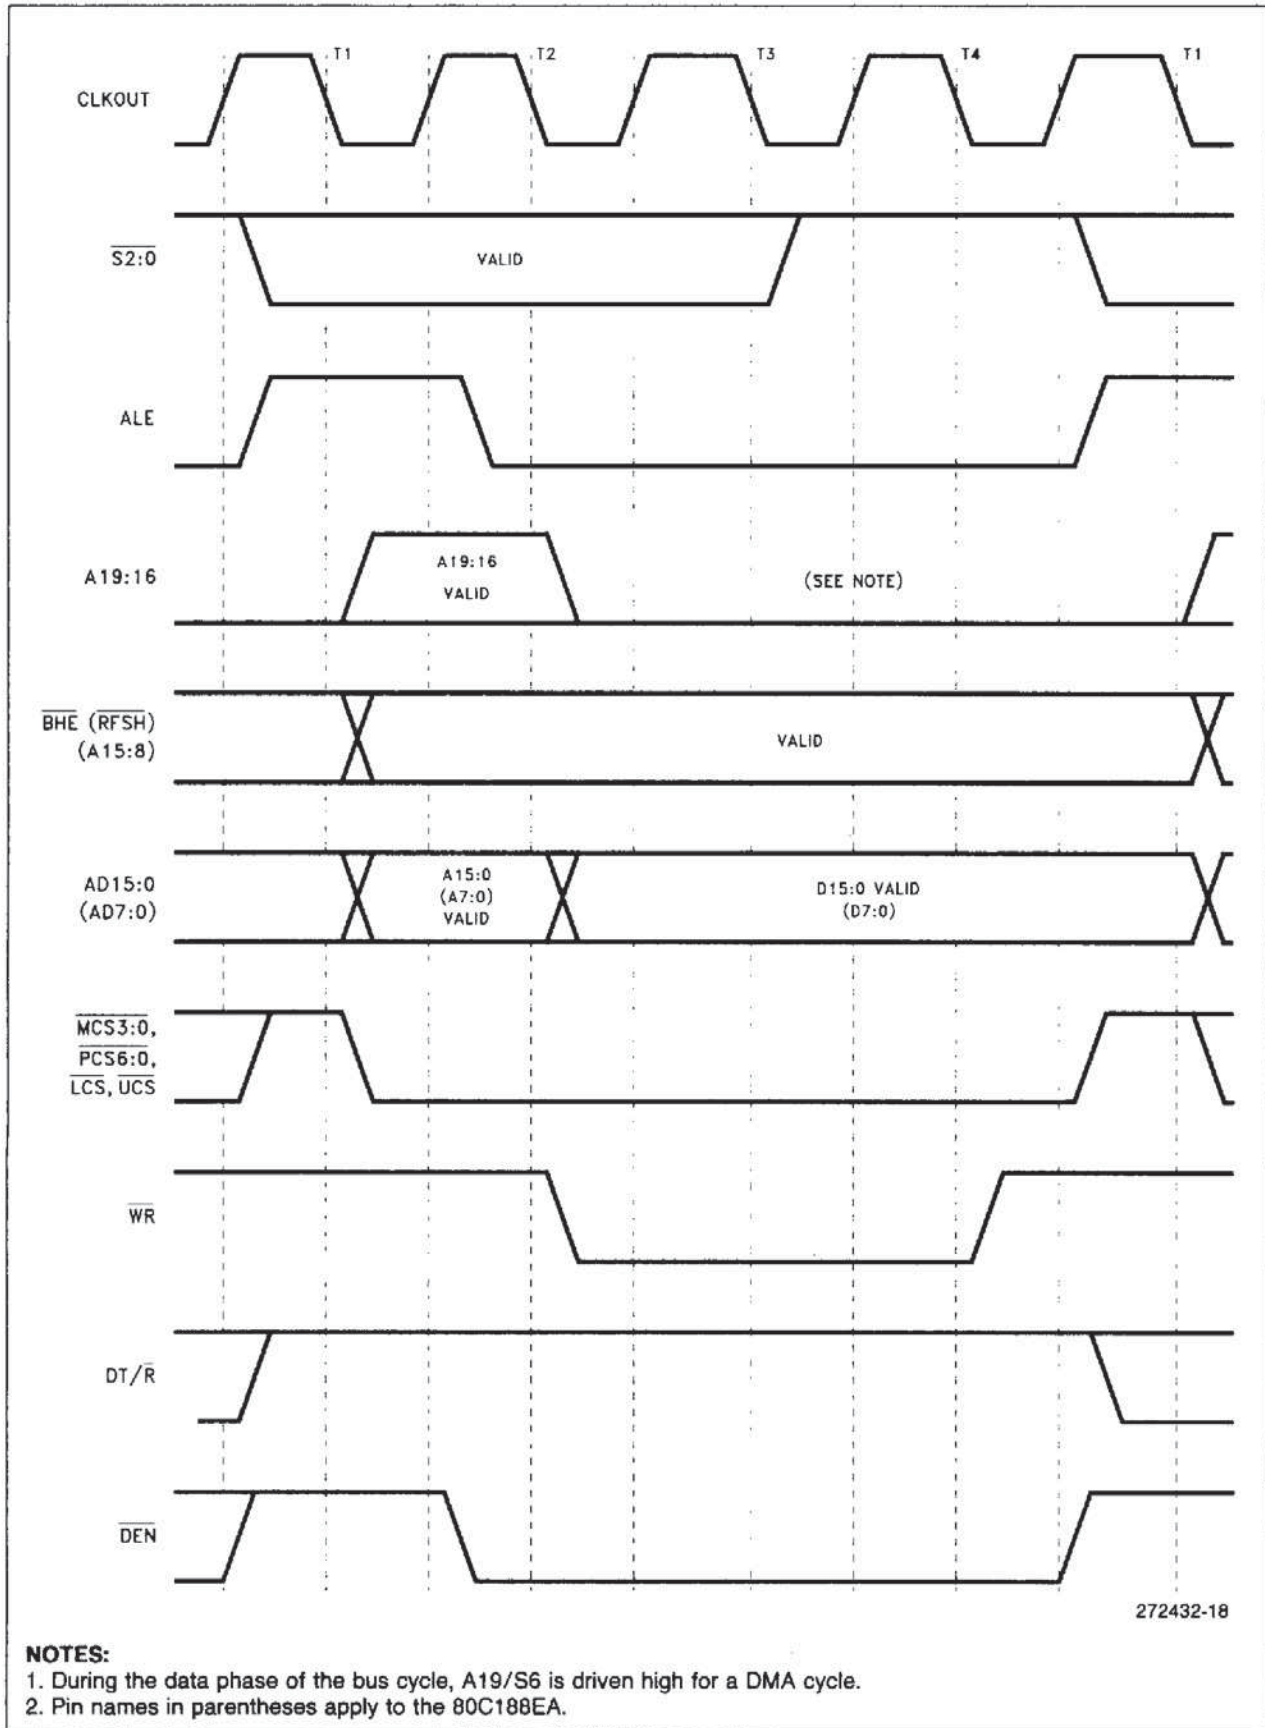 T1 T2 T3 T4 T1
CLKOUT
S2:0
VALID
ALE
A19:16
A19:16
VALID
(SEE NOTE)
BHE (RFSH)
(A15:8)
VALID
AD15:0
(AD7:0)
A15:0
(A7:0)
VALID
D15:0 VALID
(D7:0)
MCS3:0,
PCS6:0,
LCS, UCS
WR
DT/R
DEN
272432-18
NOTES:
1. During the data phase of the bus cycle, A19/S6 is driven high for a DMA cycle.
2. Pin names in parentheses apply to the 80C188EA.